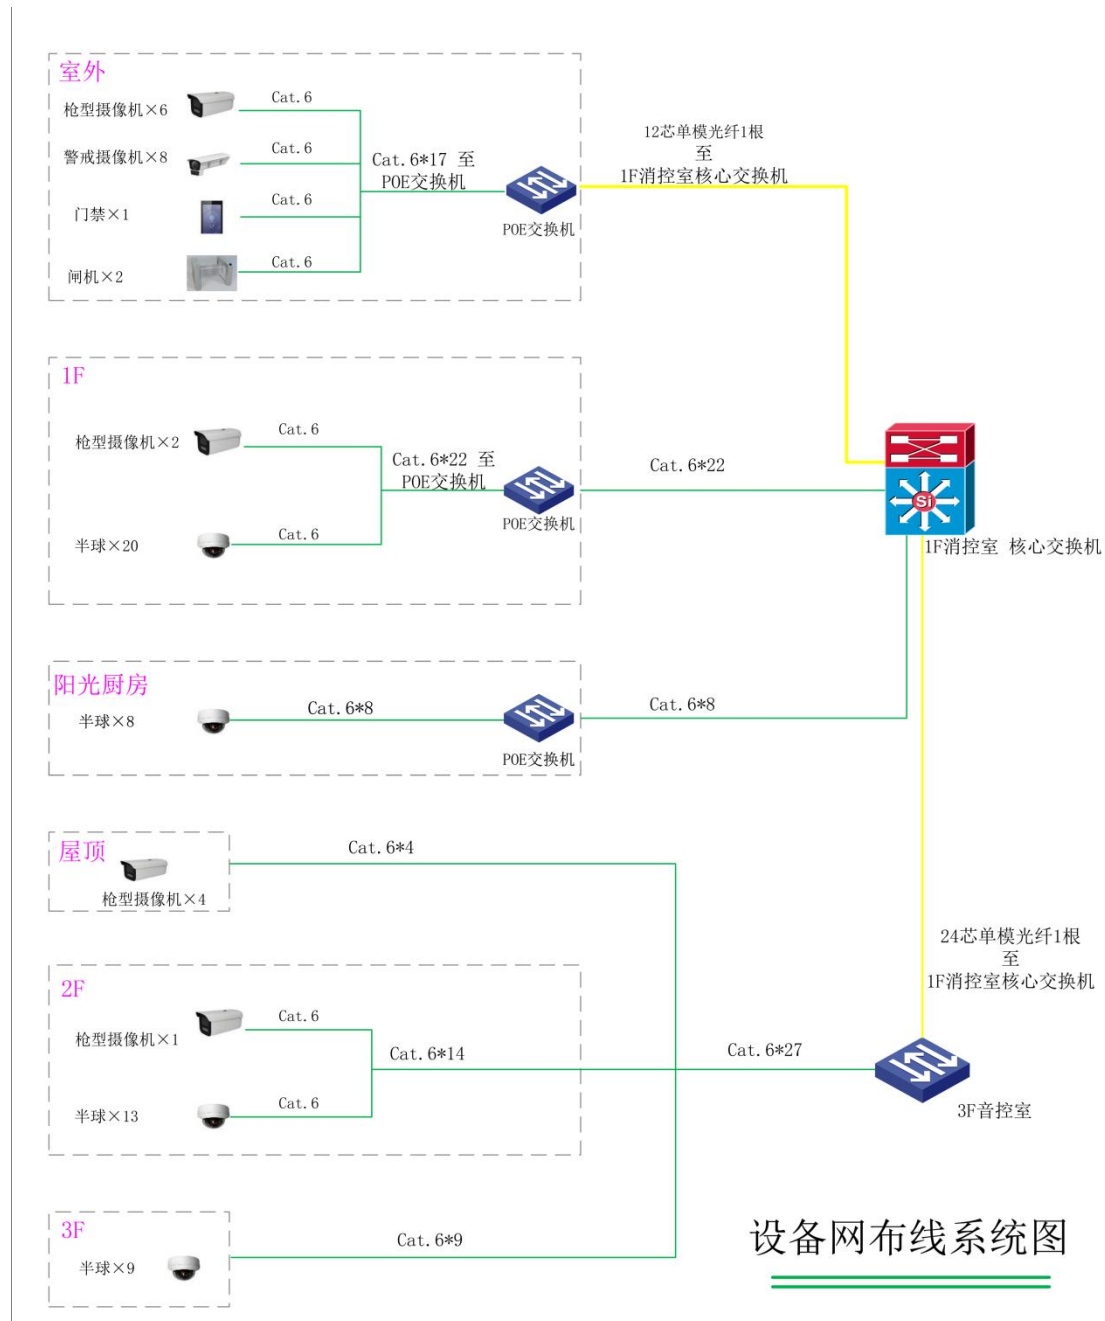 室外
枪型摄像机×6
Cat.6
警戒摄像机×8
Cat.6
门禁×1
Cat.6
闸机×2
Cat.6
Cat.6*17 至
POE交换机
POE交换机
12芯单模光纤1根
至
1F消控室核心交换机
1F
枪型摄像机×2
Cat.6
半球×20
Cat.6
Cat.6*22 至
POE交换机
POE交换机
Cat.6*22
Si
1F消控室 核心交换机
阳光厨房
半球×8
Cat.6*8
POE交换机
Cat.6*8
屋顶
枪型摄像机×4
Cat.6*4
24芯单模光纤1根
至
1F消控室核心交换机
2F
枪型摄像机×1
Cat.6
半球×13
Cat.6
Cat.6*14
Cat.6*27
3F音控室
3F
半球×9
Cat.6*9
设备网布线系统图